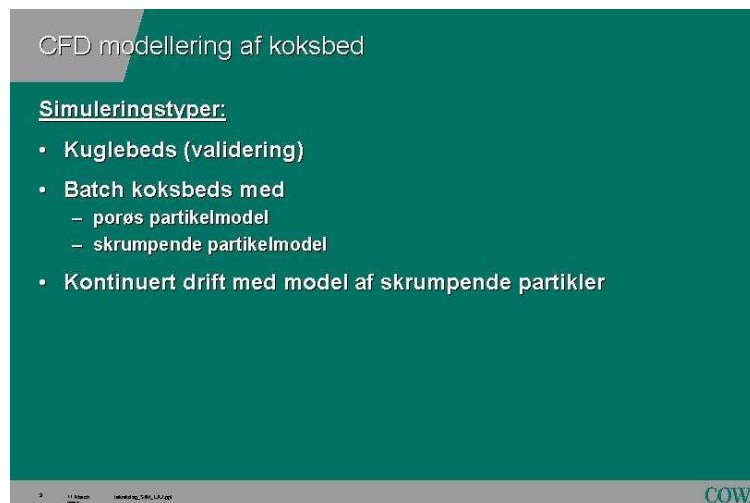 CFD modellering af koksbed
Simuleringstyper:
• Kuglebeds (validering)
• Batch koksbeds med
– porøs partikelmodel
– skrumpende partikelmodel
• Kontinuert drift med model af skrumpende partikler
COW